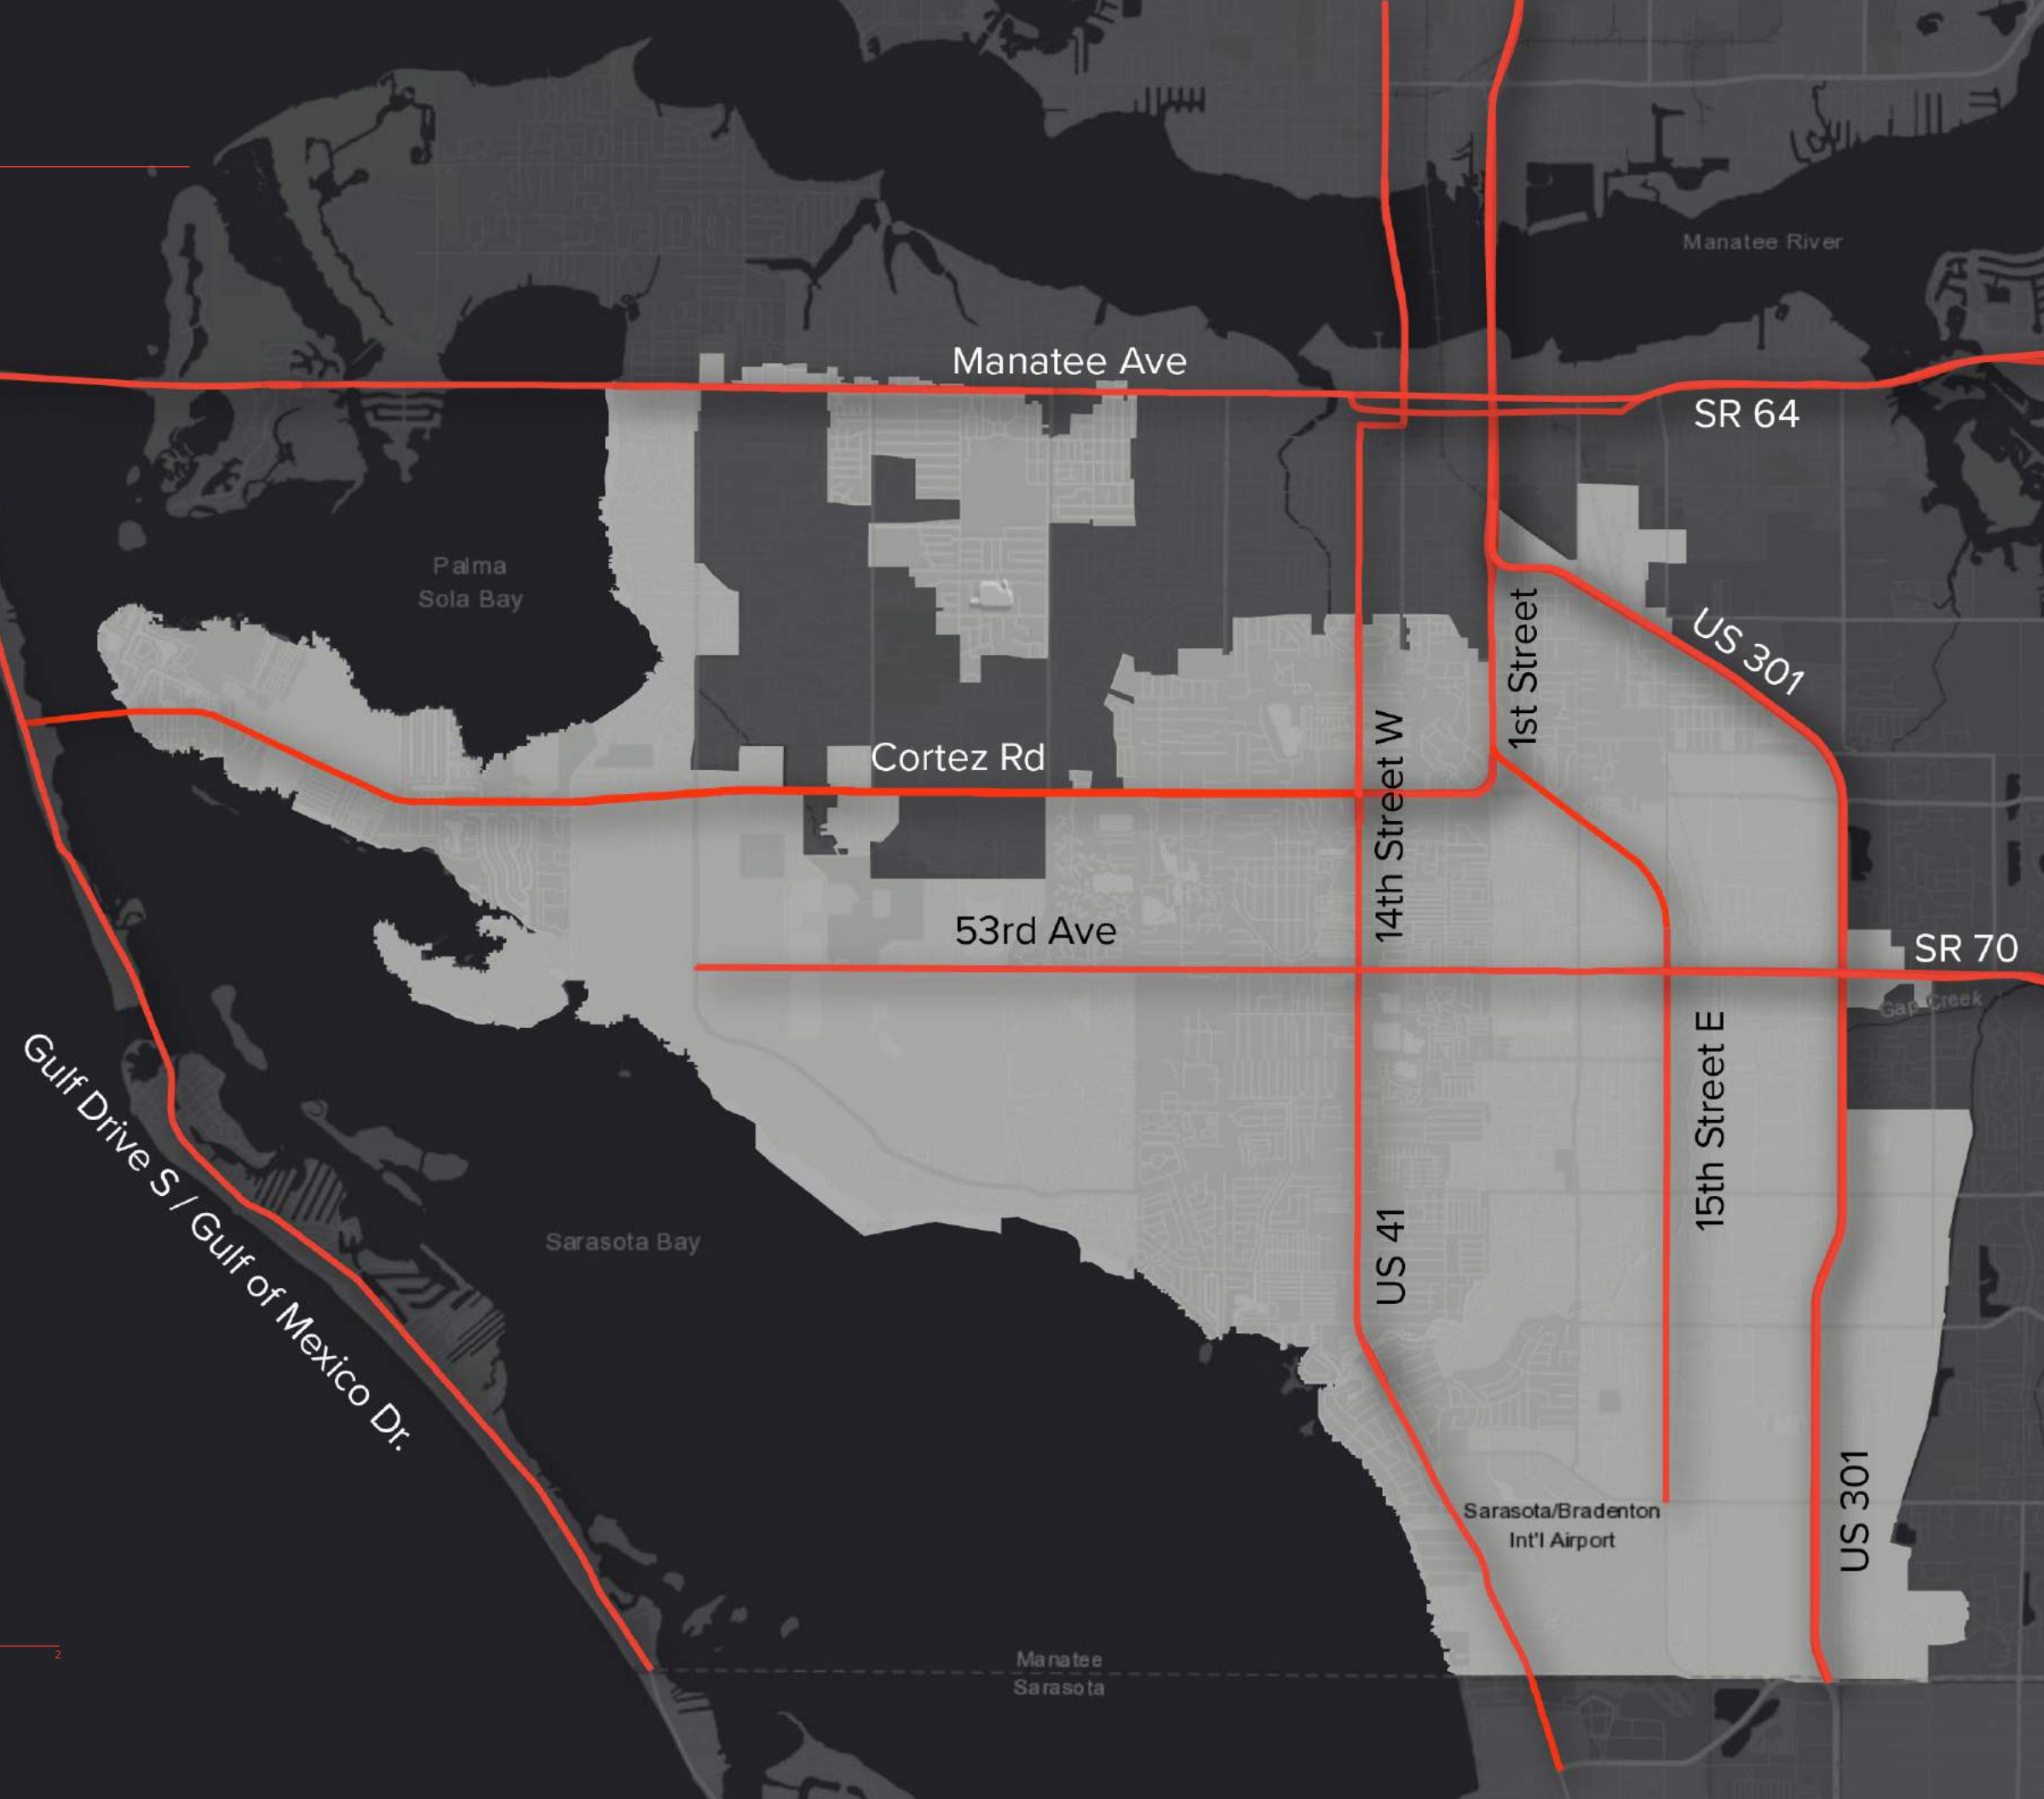 Manatee River
Manatee Ave
SR 64
Palma
Sola Bay
1st Street
US 301
Cortez Rd
14th Street W
53rd Ave
SR 70
Gap Creek
15th Street E
Gulf Drive S / Gulf of Mexico Dr.
US 41
Sarasota Bay
US 301
Sarasota/Bradenton
Int'l Airport
2
Manatee
Sarasota